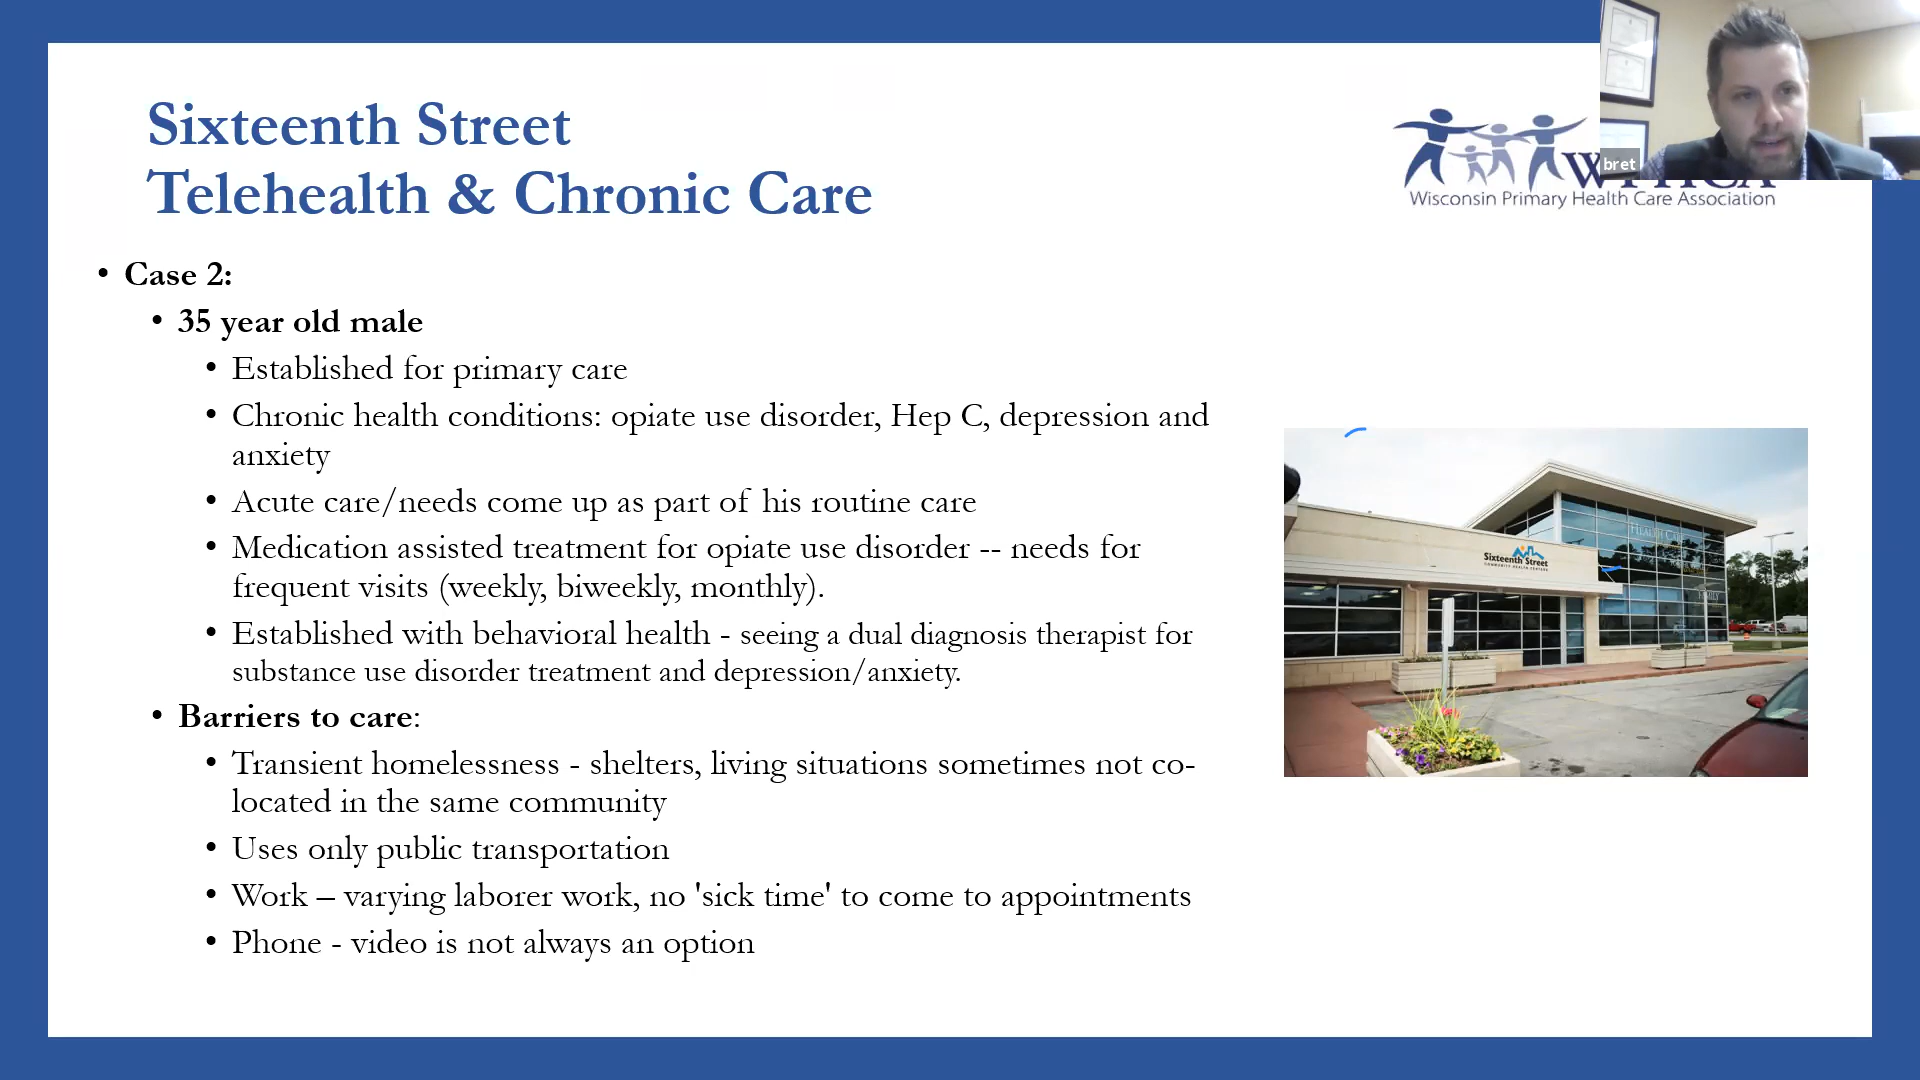 Sixteenth Street
Telehealth & Chronic Care
bret
Wisconsin Primary Health Care Association
• Case 2:
• 35 year old male
• Established for primary care
• Chronic health conditions: opiate use disorder, Hep C, depression and
anxiety
• Acute care/needs come up as part of his routine care
• Medication assisted treatment for opiate use disorder -- needs for
frequent visits (weekly, biweekly, monthly).
• Established with behavioral health - seeing a dual diagnosis therapist for
substance use disorder treatment and depression/anxiety.
• Barriers to care:
• Transient homelessness - shelters, living situations sometimes not co-
located in the same community
• Uses only public transportation
• Work – varying laborer work, no 'sick time' to come to appointments
• Phone - video is not always an option
Sixteenth Street
COMMUNITY HEALTH CENTERS